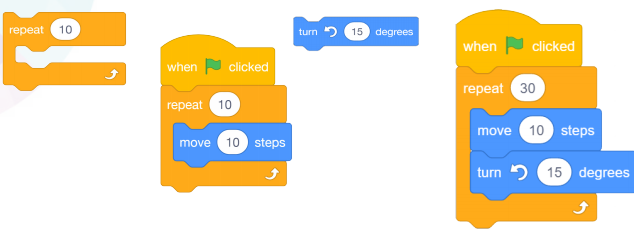 repeat 10
when clicked
repeat 10
move 10 steps
turn 15 degrees
when clicked
repeat 30
move 10 steps
turn 15 degrees